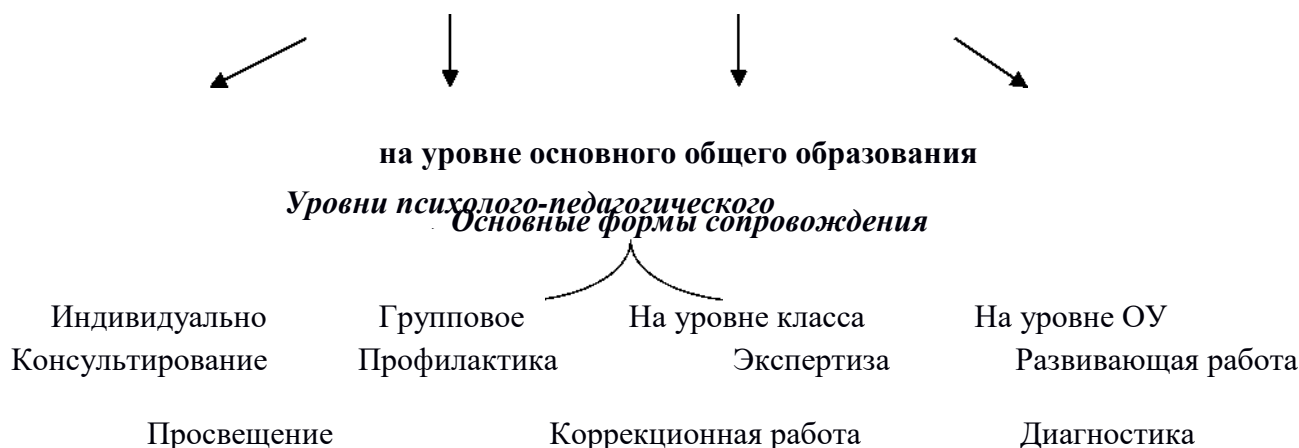 на уровне основного общего образования
Уровни психолого-педагогического
Основные формы сопровождения
Индивидуально Групповое На уровне класса На уровне ОУ
Консультирование Профилактика Экспертиза Развивающая работа
Просвещение Коррекционная работа Диагностика